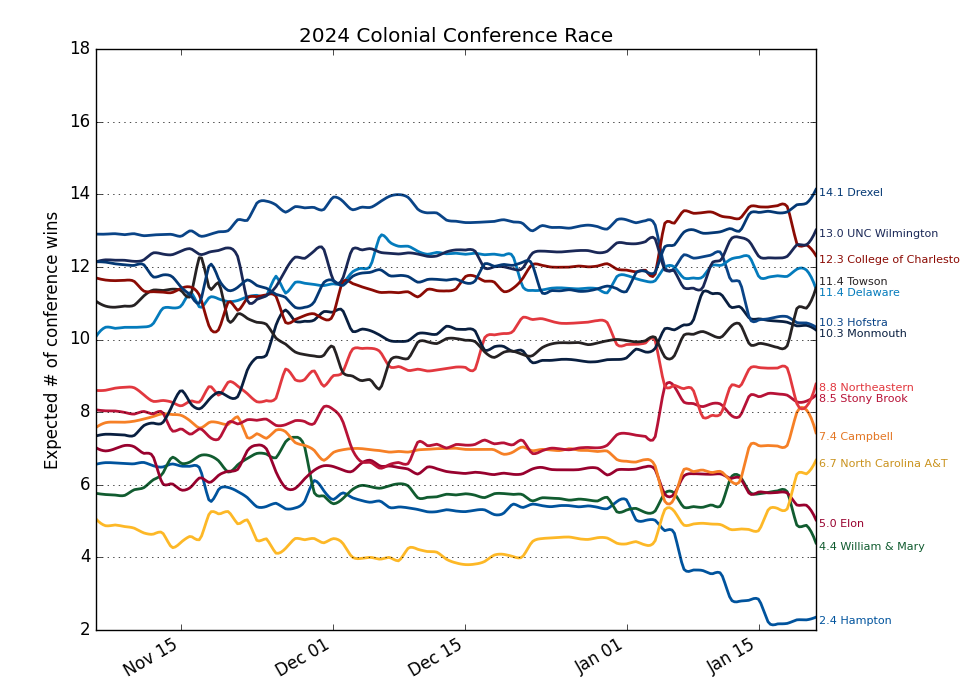 2024 Colonial Conference Race
Expected # of conference wins
18
16
14
12
10
8
6
4
2
Nov 15
Dec 01
Dec 15
Jan 01
Jan 15
14.1 Drexel
13.0 UNC Wilmington
12.3 College of Charlesto
11.4 Towson
11.4 Delaware
10.3 Hofstra
10.3 Monmouth
8.8 Northeastern
8.5 Stony Brook
7.4 Campbell
6.7 North Carolina A&T
5.0 Elon
4.4 William & Mary
2.4 Hampton